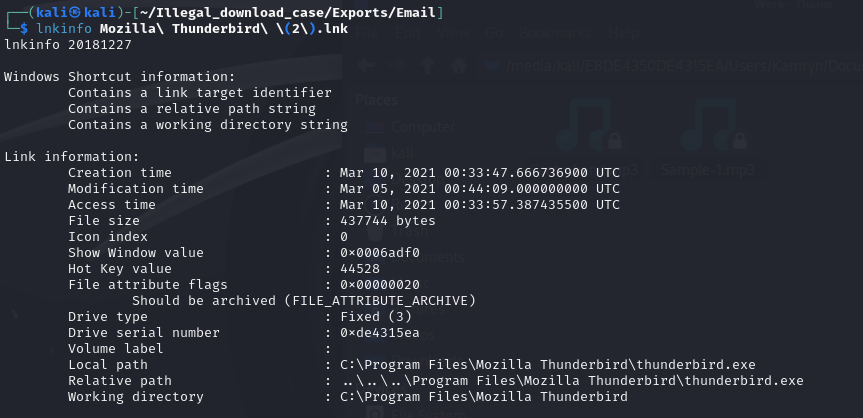 ┌──(kali㉿kali)-[~/Illegal_download_case/Exports/Email]
└─$ lnkinfo Mozilla\ Thunderbird\ \(2\).lnk
lnkinfo 20181227
Windows Shortcut information:
Contains a link target identifier
Contains a relative path string
Contains a working directory string
Link information:
Creation time : Mar 10, 2021 00:33:47.666736900 UTC
Modification time : Mar 05, 2021 00:44:09.000000000 UTC
Access time : Mar 10, 2021 00:33:57.387435500 UTC
File size : 437744 bytes
Icon index : 0
Show Window value : 0×0006adf0
Hot Key value : 44528
File attribute flags : 0×00000020
Should be archived (FILE_ATTRIBUTE_ARCHIVE)
Drive type : Fixed (3)
Drive serial number : 0×de4315ea
Volume label :
Local path : C:\Program Files\Mozilla Thunderbird\thunderbird.exe
Relative path : ..\..\..\Program Files\Mozilla Thunderbird\thunderbird.exe
Working directory : C:\Program Files\Mozilla Thunderbird
Places
Computer
kali
Sample-1.mp3